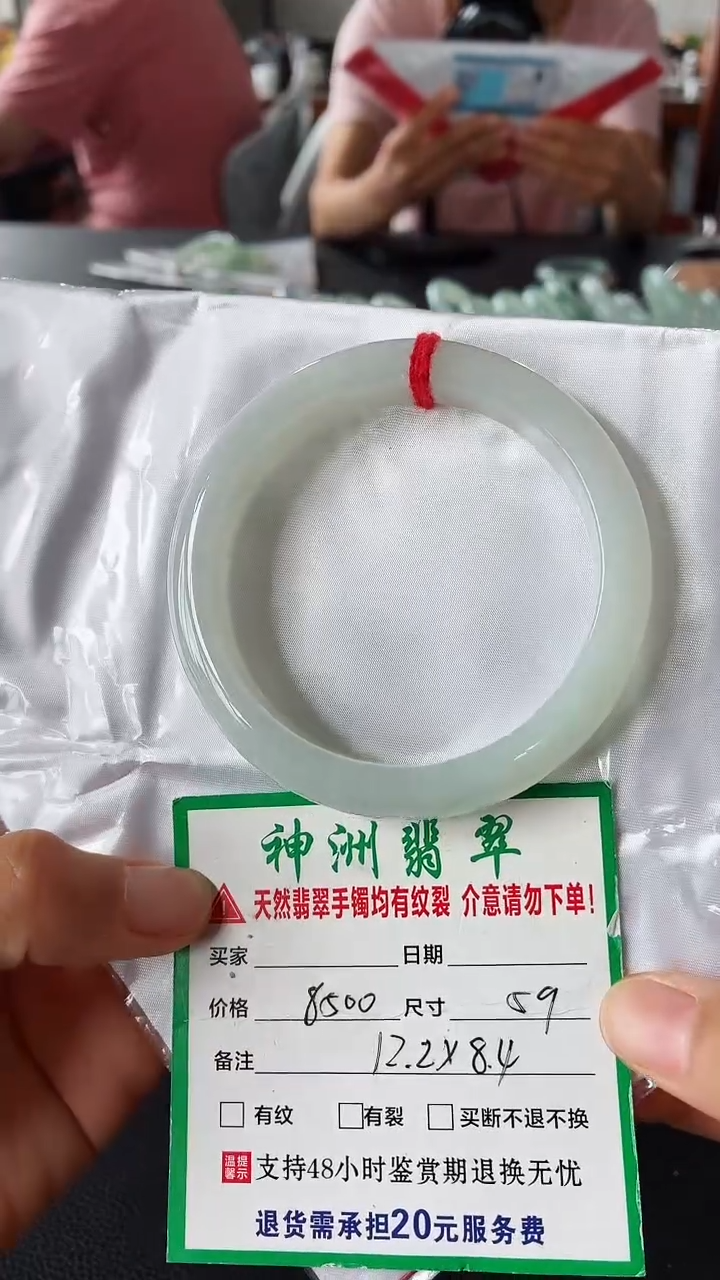 神洲翡翠
天然翡翠手镯均有纹裂 介意请勿下单!
买家 日期
价格 8500 尺寸 59
备注 12.2X8.4
□ 有纹 □有裂 □ 买断不退不换
温馨提示 支持48小时鉴赏期退换无忧
退货需承担20元服务费